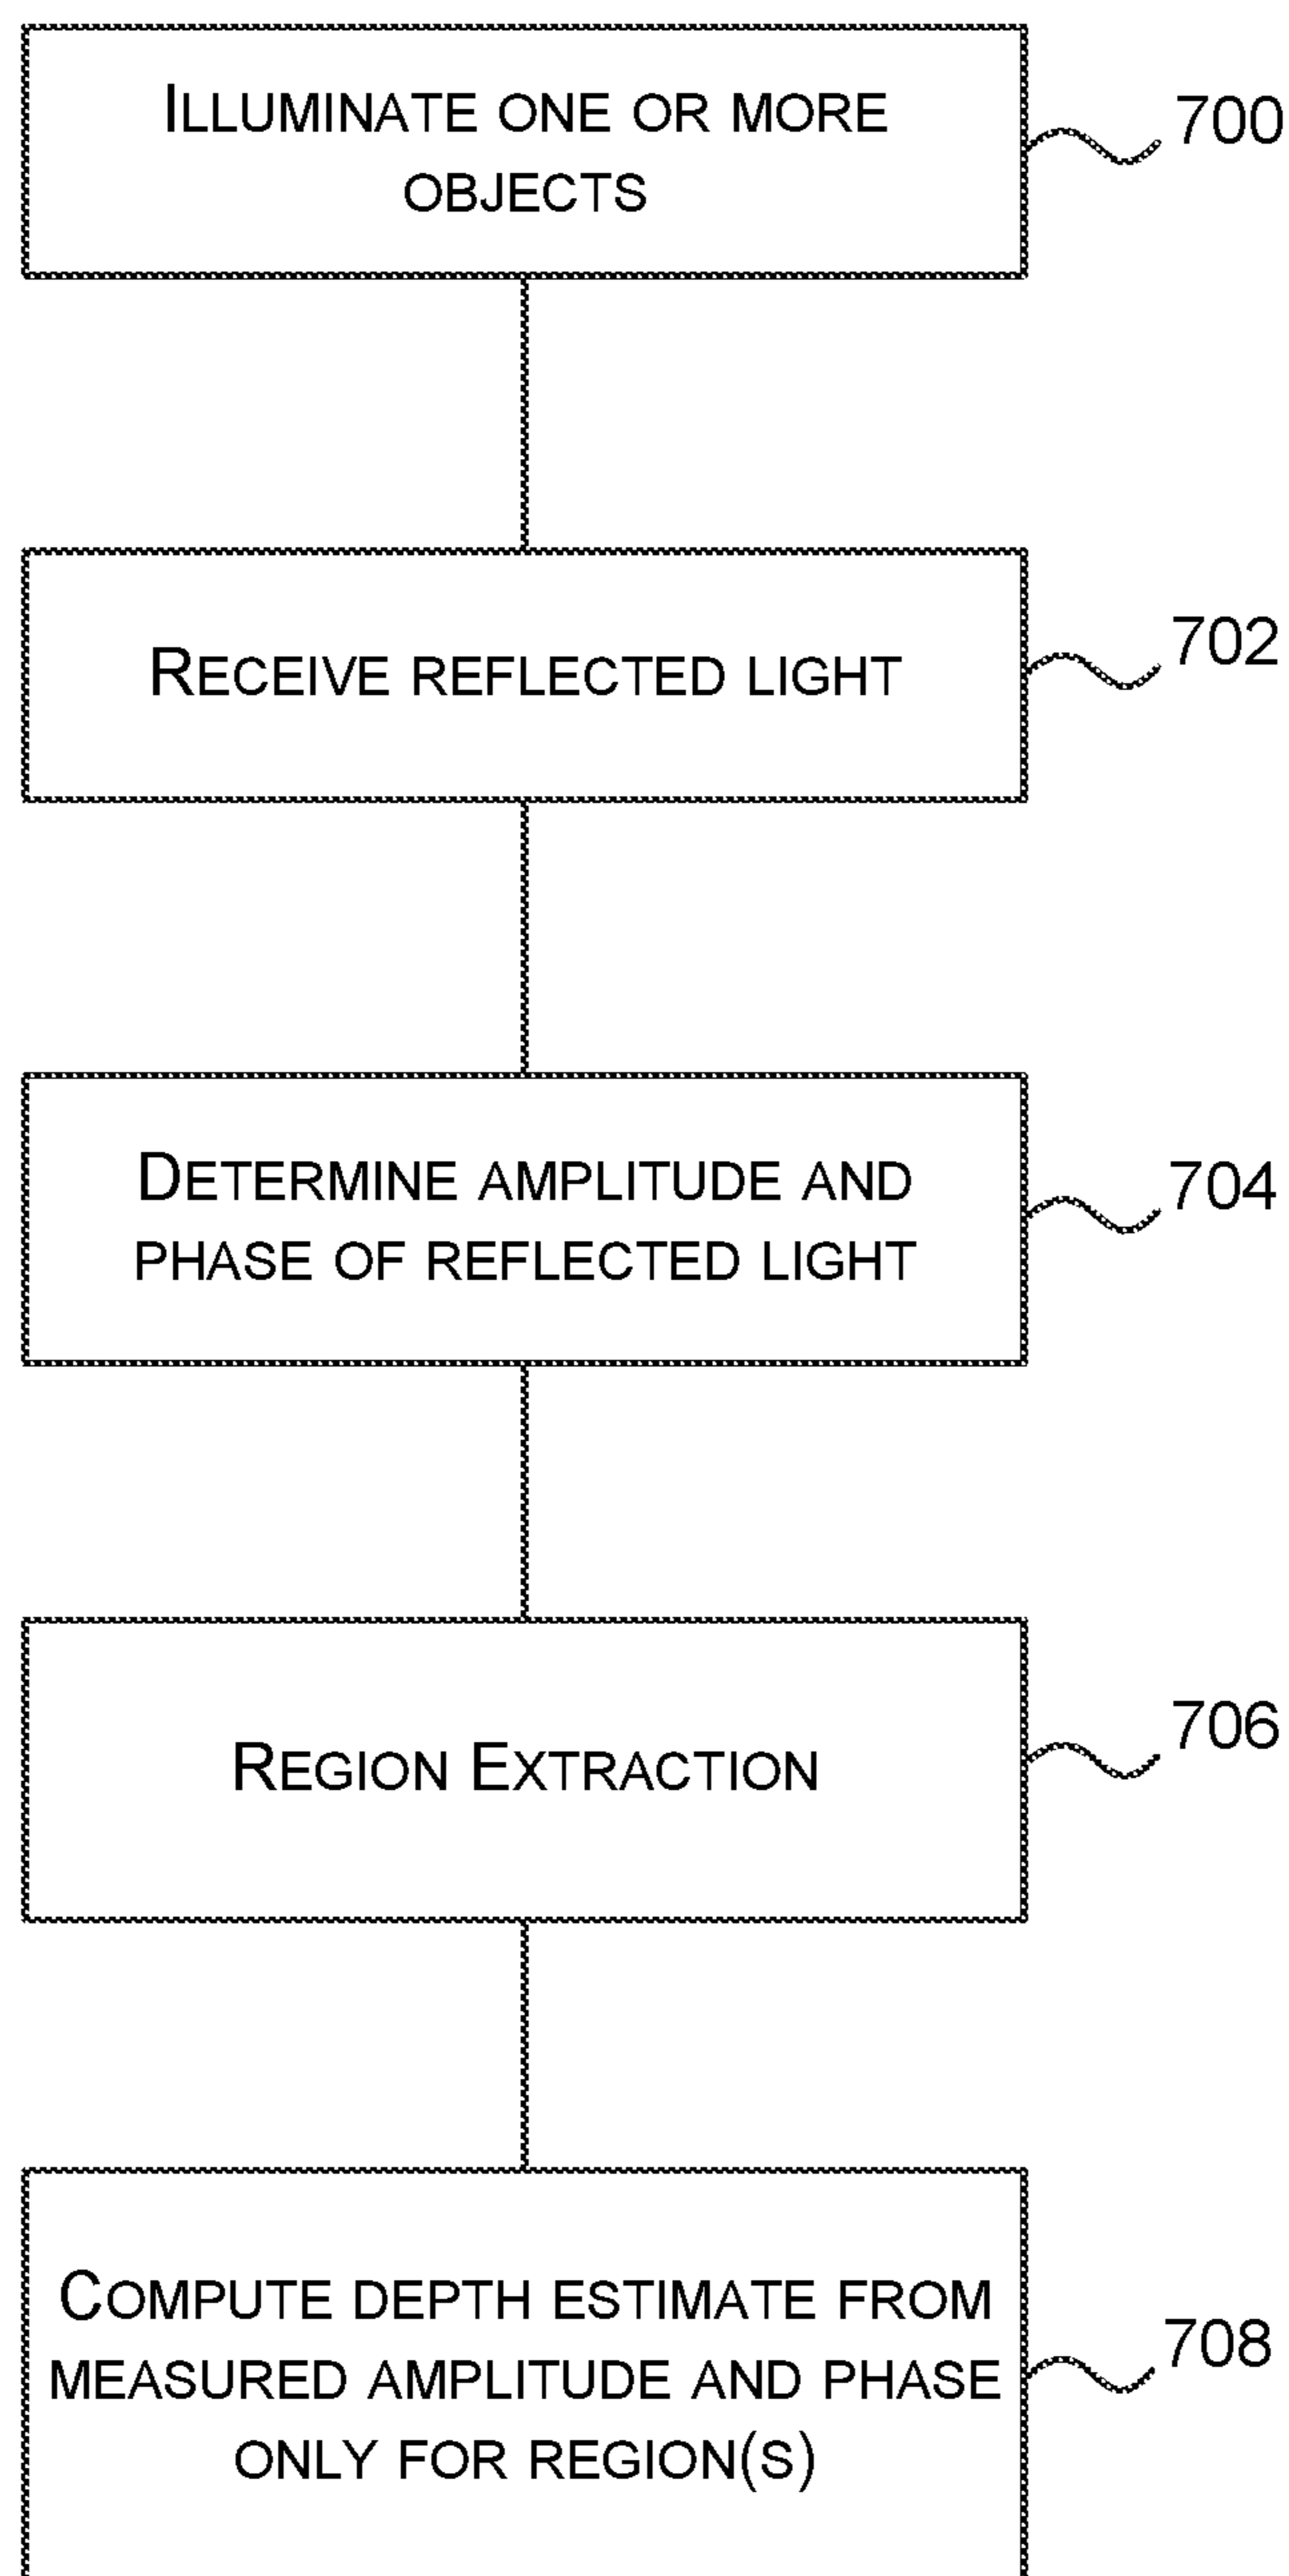 ILLUMINATE ONE OR MORE
OBJECTS
700
RECEIVE REFLECTED LIGHT
702
DETERMINE AMPLITUDE AND
PHASE OF REFLECTED LIGHT
704
REGION EXTRACTION
706
COMPUTE DEPTH ESTIMATE FROM
MEASURED AMPLITUDE AND PHASE
ONLY FOR REGION(S)
708